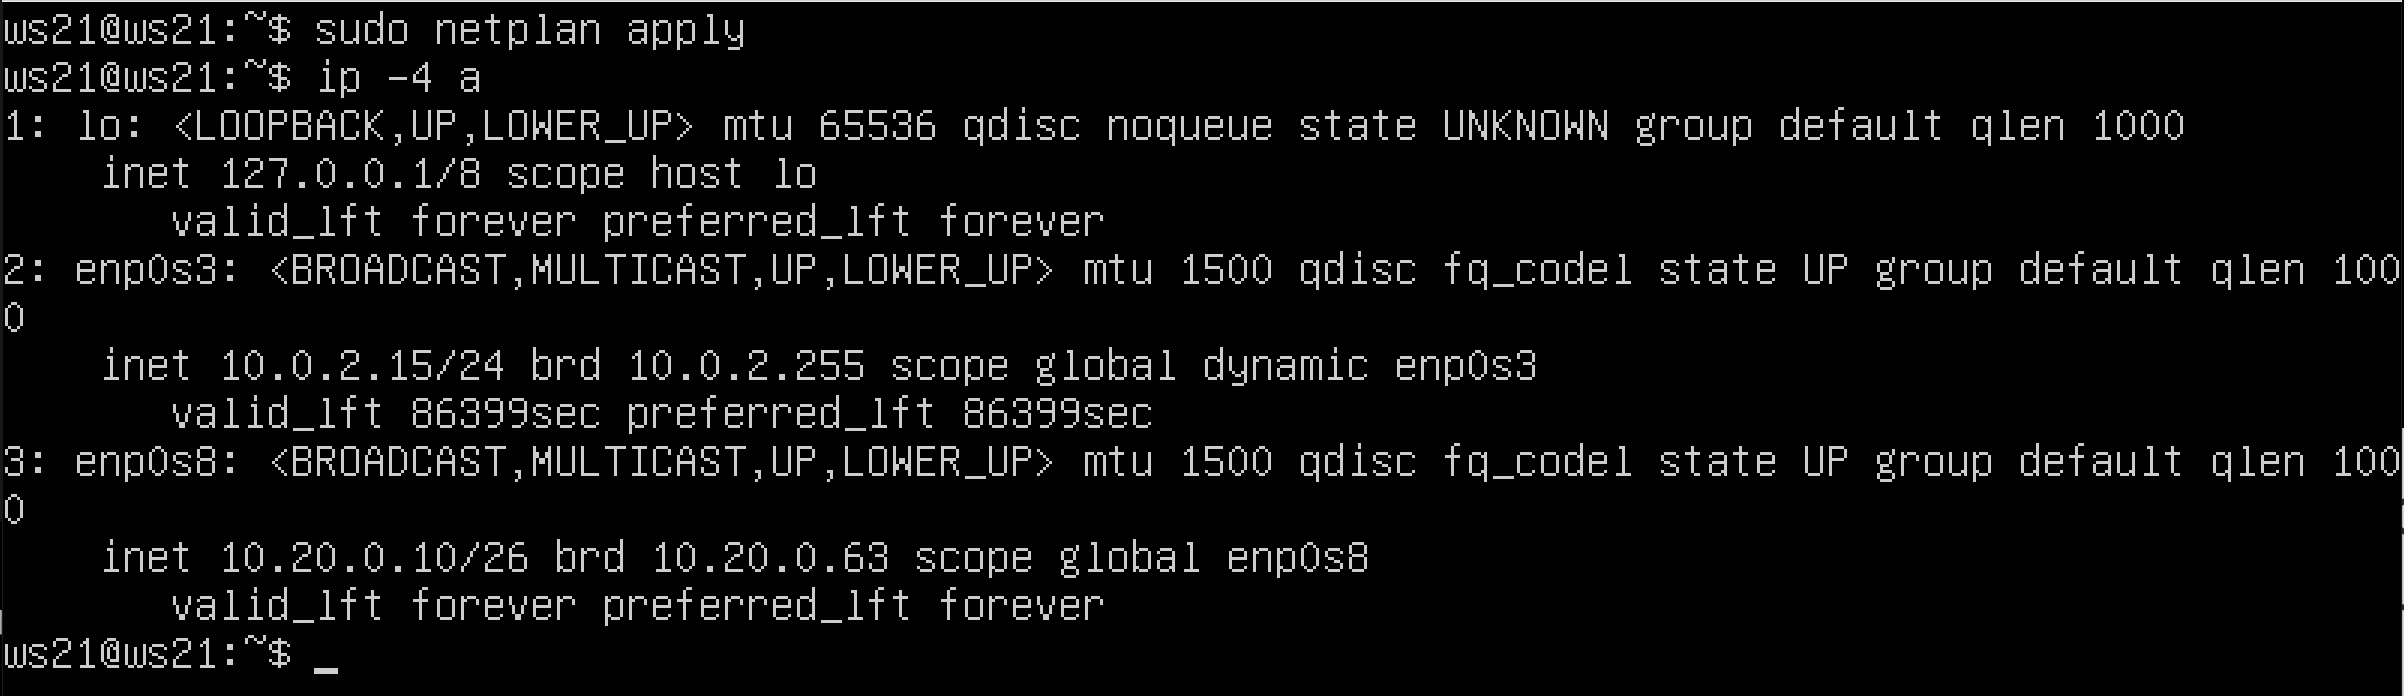 ws21@ws21:~$ sudo netplan apply
ws21@ws21:~$ ip -4 a
1: lo: <LOOPBACK,UP,LOWER_UP> mtu 65536 qdisc noqueue state UNKNOWN group default qlen 1000
    inet 127.0.0.1/8 scope host lo
       valid_lft forever preferred_lft forever
2: enp0s3: <BROADCAST,MULTICAST,UP,LOWER_UP> mtu 1500 qdisc fq_codel state UP group default qlen 100
0
    inet 10.0.2.15/24 brd 10.0.2.255 scope global dynamic enp0s3
       valid_lft 86399sec preferred_lft 86399sec
3: enp0s8: <BROADCAST,MULTICAST,UP,LOWER_UP> mtu 1500 qdisc fq_codel state UP group default qlen 100
0
    inet 10.20.0.10/26 brd 10.20.0.63 scope global enp0s8
       valid_lft forever preferred_lft forever
ws21@ws21:~$ _